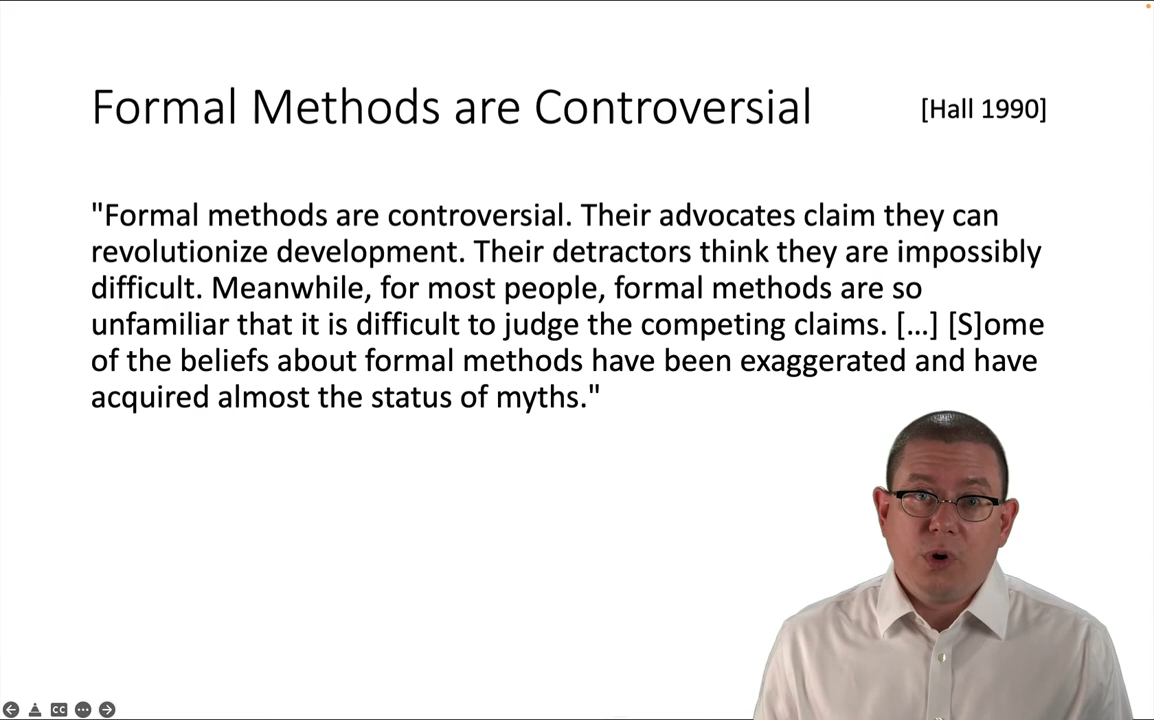 Formal Methods are Controversial [Hall 1990]
"Formal methods are controversial. Their advocates claim they can
revolutionize development. Their detractors think they are impossibly
difficult. Meanwhile, for most people, formal methods are so
unfamiliar that it is difficult to judge the competing claims. […] [S]ome
of the beliefs about formal methods have been exaggerated and have
acquired almost the status of myths."
CC